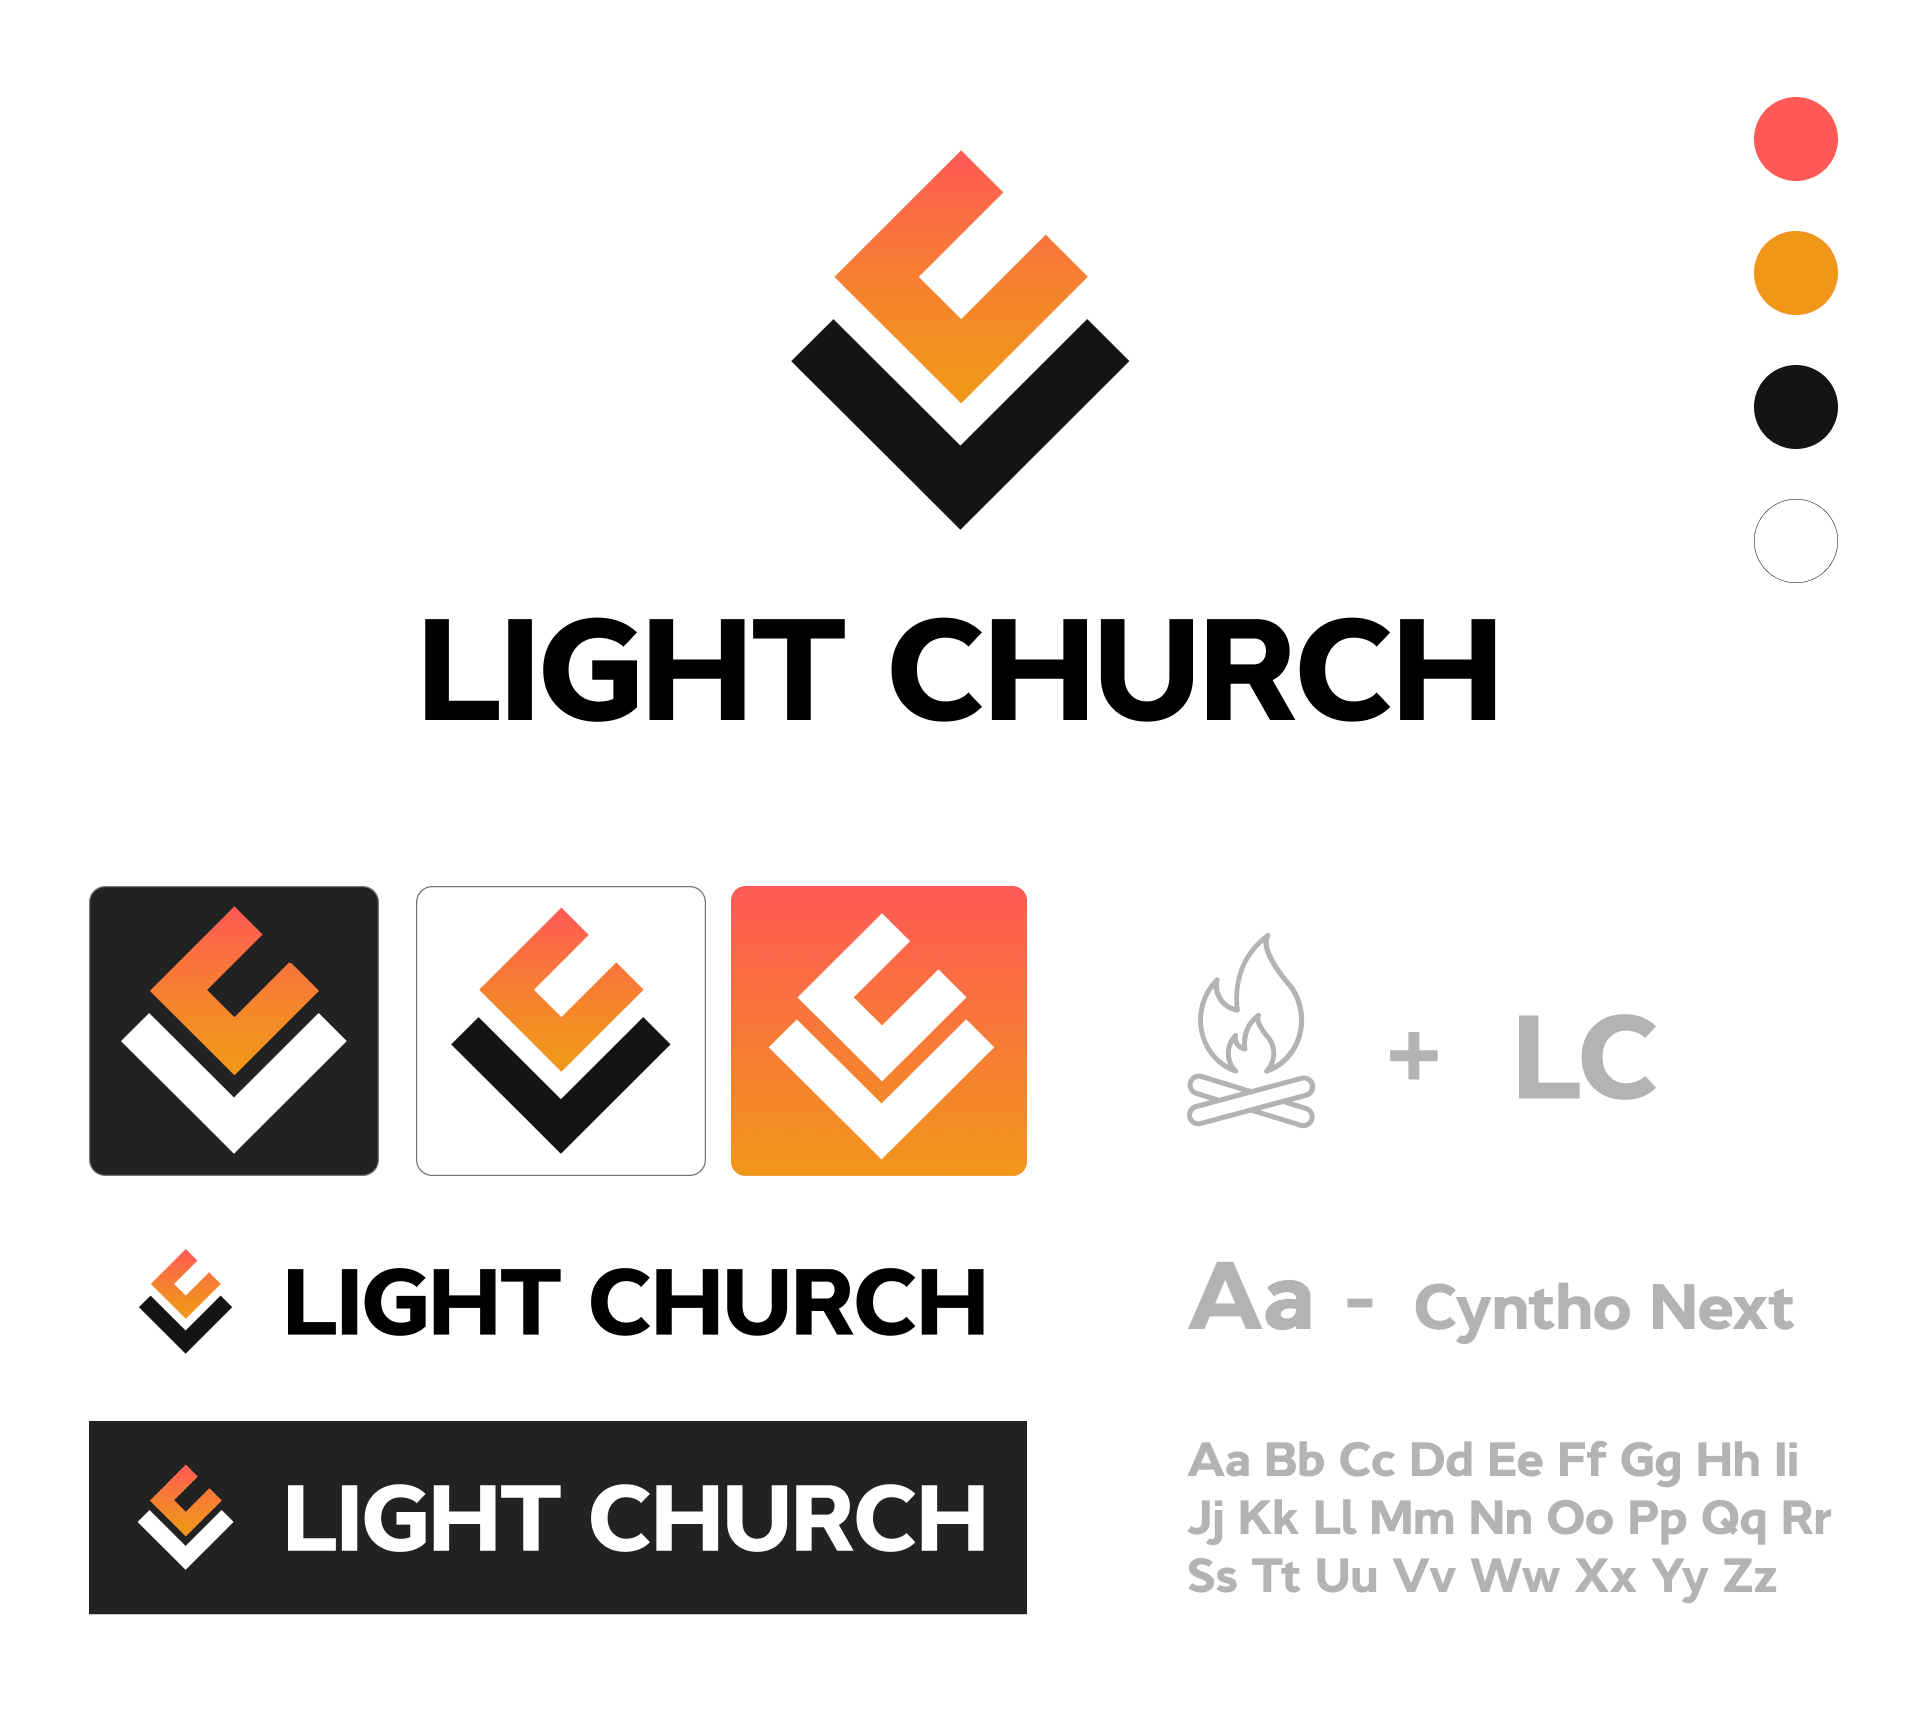 LIGHT CHURCH
+ LC
LIGHT CHURCH
Aa - Cyntho Next
LIGHT CHURCH
Aa Bb Cc Dd Ee Ff Gg Hh Ii
Jj Kk Ll Mm Nn Oo Pp Qq Rr
Ss Tt Uu Vv Ww Xx Yy Zz